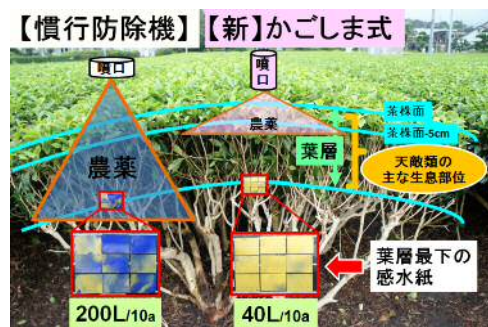 【慣行防除機】
【新】かごしま式
噴口
噴
口
農薬
農薬
茶株面
茶株面-5cm
葉層
天敵類の
主な生息部位
葉層最下の
感水紙
200L/10a
40L/10a